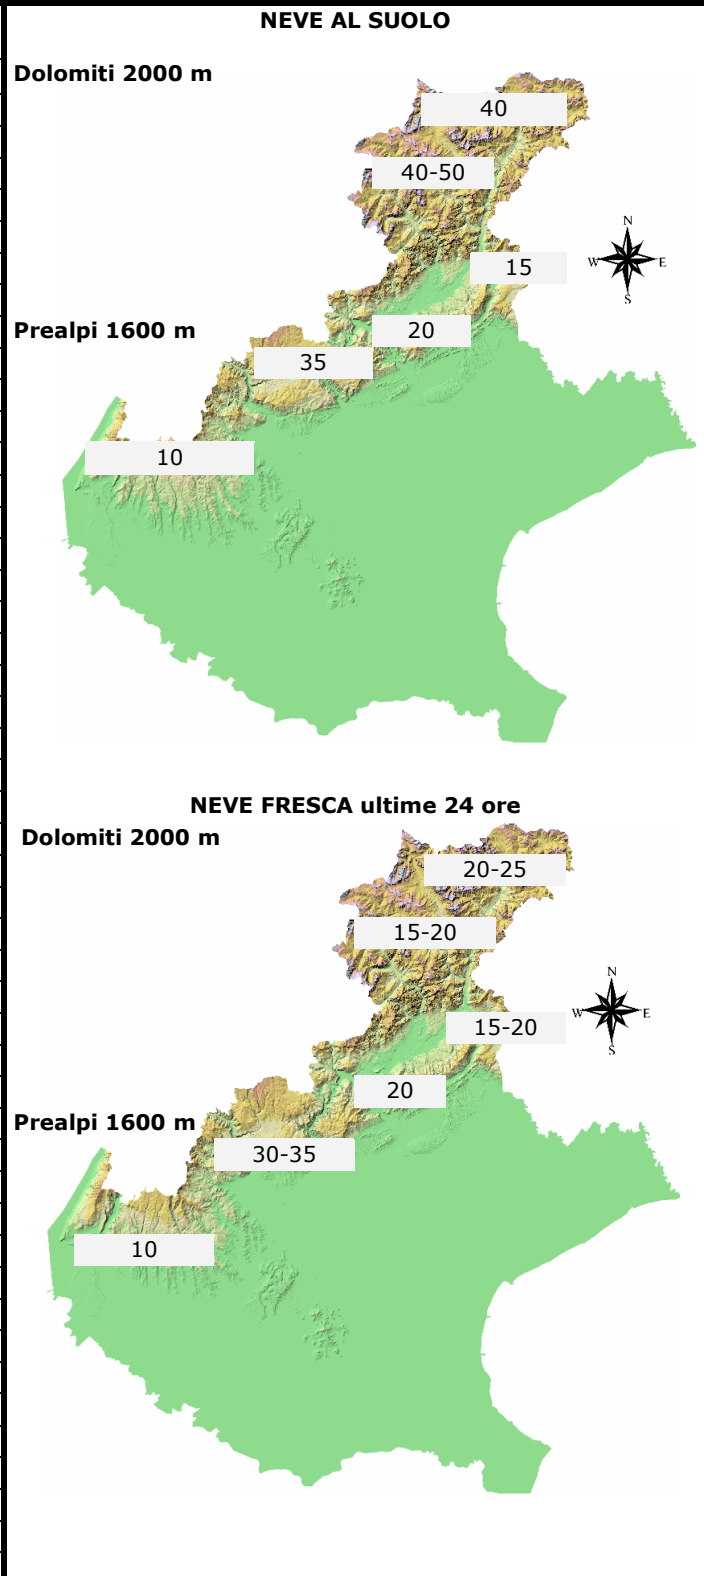 NEVE AL SUOLO
Dolomiti 2000 m
40
40-50
N
W E
S
15
Prealpi 1600 m
20
35
10
NEVE FRESCA ultime 24 ore
Dolomiti 2000 m
20-25
15-20
N
W E
S
15-20
20
Prealpi 1600 m
30-35
10